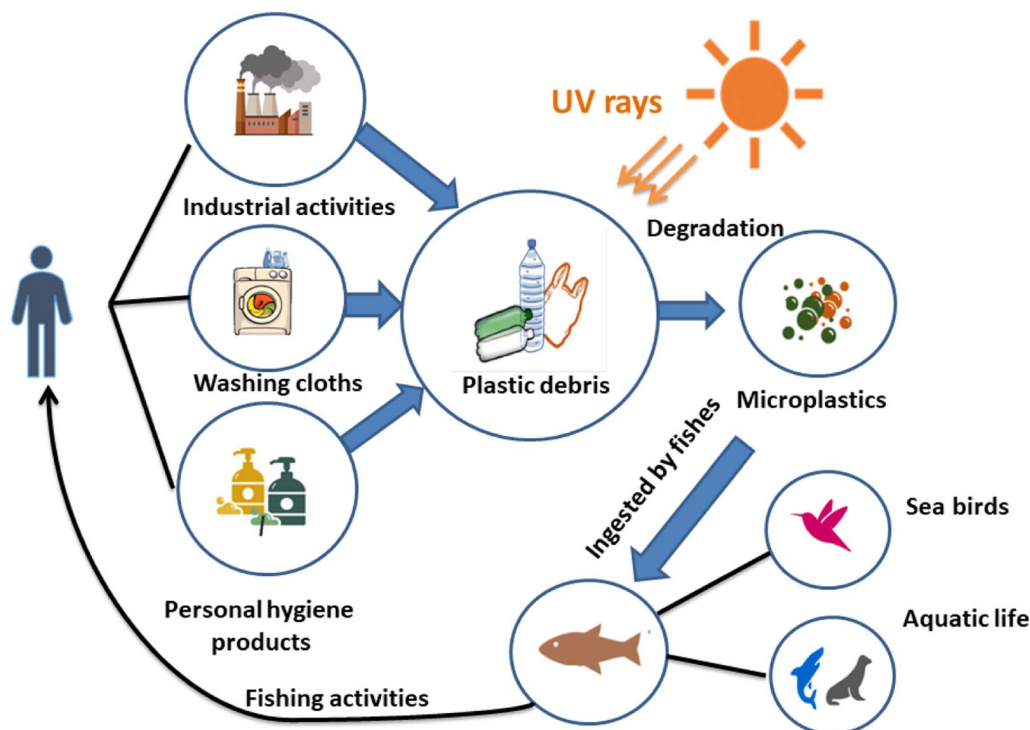 UV rays
Industrial activities
Degradation
Washing cloths
Plastic debris
Microplastics
Ingested by fishes
Sea birds
Personal hygiene
products
Aquatic life
Fishing activities